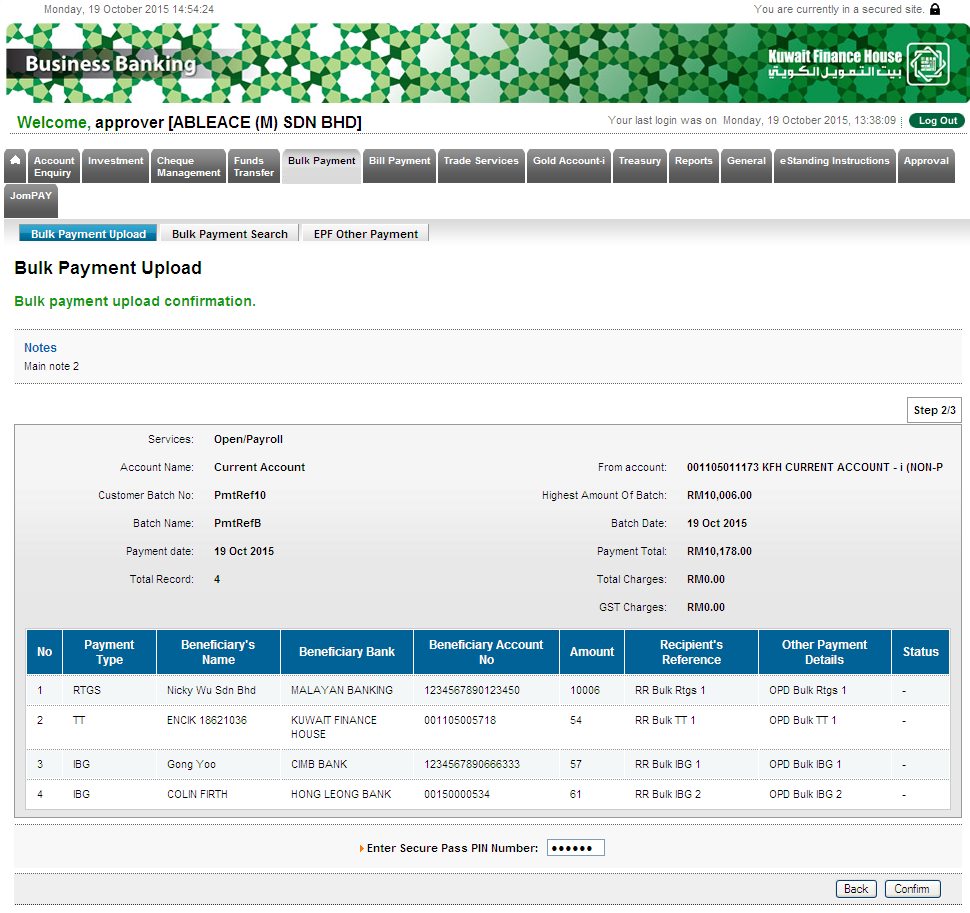 Monday, 19 October 2015 14:54:24 You are currently in a secured site.
Business Banking
Kuwait Finance House
بيت التمويل الكويتي
Welcome, approver [ABLEACE (M) SDN BHD] Your last login was on Monday, 19 October 2015, 13:38:09 Log Out
Account Enquiry Investment Cheque Management Funds Transfer Bulk Payment Bill Payment Trade Services Gold Account-i Treasury Reports General eStanding Instructions Approval
JomPAY
Bulk Payment Upload Bulk Payment Search EPF Other Payment
Bulk Payment Upload
Bulk payment upload confirmation.
Notes
Main note 2
Step 2/3
Services: Open/Payroll
Account Name: Current Account From account: 001105011173 KFH CURRENT ACCOUNT - i (NON-P
Customer Batch No: PmtRef10 Highest Amount Of Batch: RM10,006.00
Batch Name: PmtRefB Batch Date: 19 Oct 2015
Payment date: 19 Oct 2015 Payment Total: RM10,178.00
Total Record: 4 Total Charges: RM0.00
GST Charges: RM0.00
No Payment Type Beneficiary's Name Beneficiary Bank Beneficiary Account No Amount Recipient's Reference Other Payment Details Status
1 RTGS Nicky Wu Sdn Bhd MALAYAN BANKING 1234567890123450 10006 RR Bulk Rtgs 1 OPD Bulk Rtgs 1 -
2 TT ENCIK 18621036 KUWAIT FINANCE HOUSE 001105005718 54 RR Bulk TT 1 OPD Bulk TT 1 -
3 IBG Gong Yoo CIMB BANK 1234567890666333 57 RR Bulk IBG 1 OPD Bulk IBG 1 -
4 IBG COLIN FIRTH HONG LEONG BANK 00150000534 61 RR Bulk IBG 2 OPD Bulk IBG 2 -
Enter Secure Pass PIN Number: ●●●●●●
Back Confirm